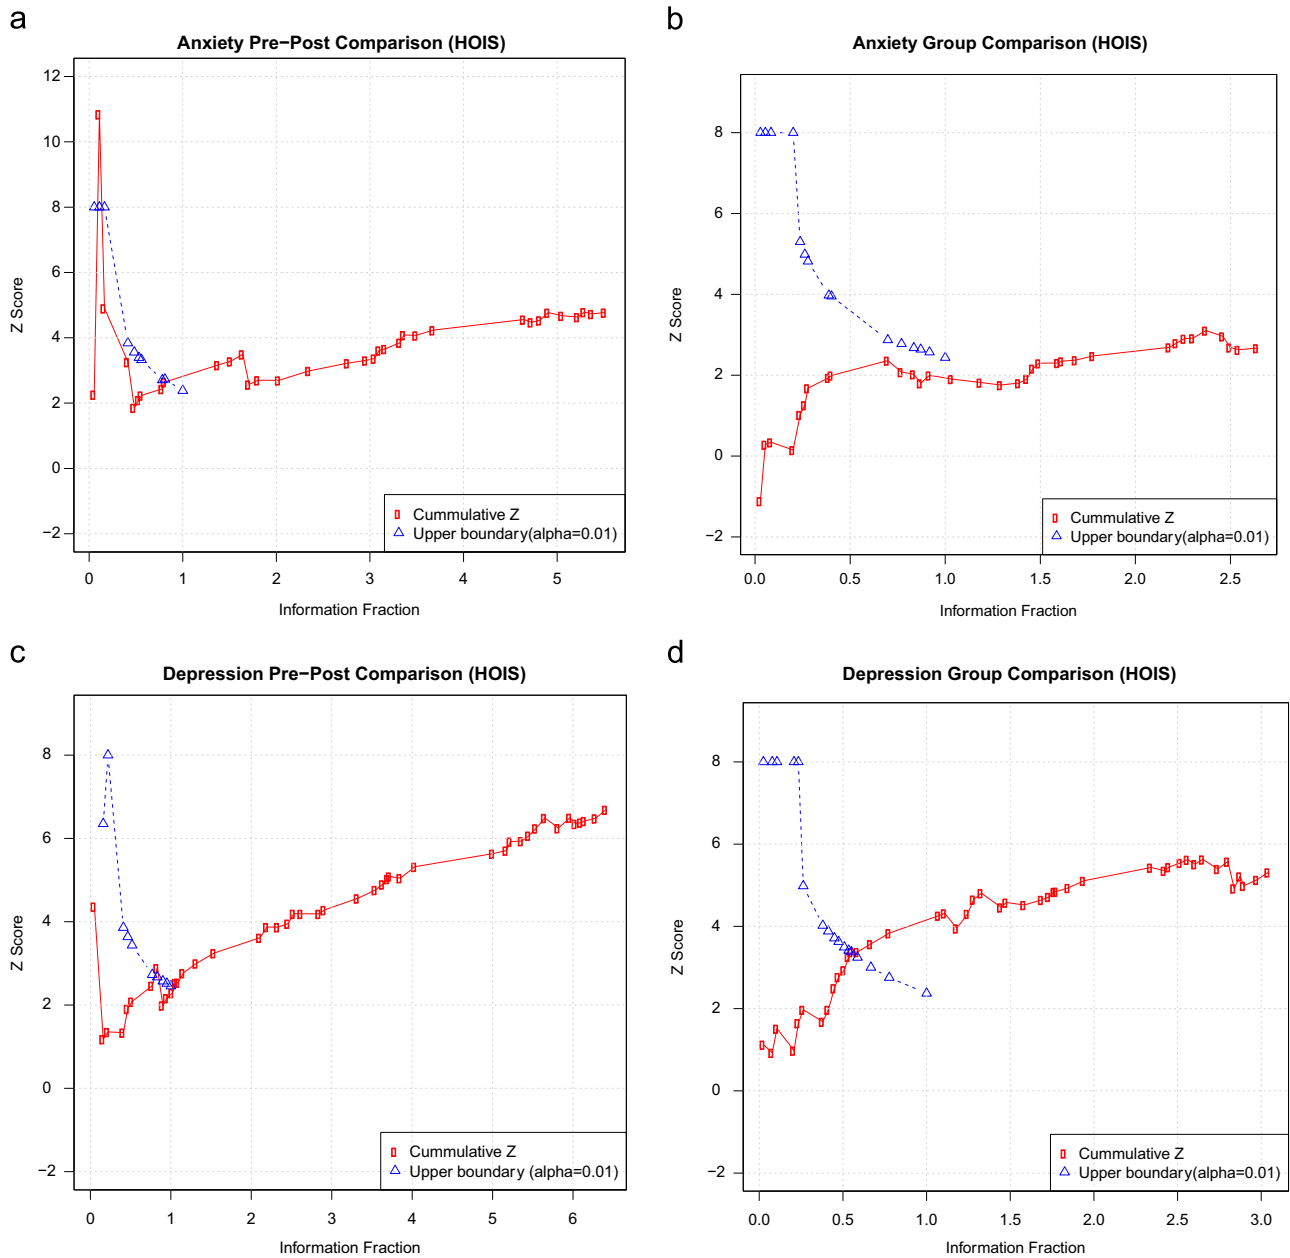 a
Anxiety Pre−Post Comparison (HOIS)
12
10
8
6
4
2
0
−2
Z Score
Cummulative Z
Upper boundary(alpha=0.01)
0 1 2 3 4 5
Information Fraction
b
Anxiety Group Comparison (HOIS)
8
6
4
2
0
−2
Z Score
Cummulative Z
Upper boundary(alpha=0.01)
0.0 0.5 1.0 1.5 2.0 2.5
Information Fraction
c
Depression Pre−Post Comparison (HOIS)
8
6
4
2
0
−2
Z Score
Cummulative Z
Upper boundary (alpha=0.01)
0 1 2 3 4 5 6
Information Fraction
d
Depression Group Comparison (HOIS)
8
6
4
2
0
−2
Z Score
Cummulative Z
Upper boundary(alpha=0.01)
0.0 0.5 1.0 1.5 2.0 2.5 3.0
Information Fraction